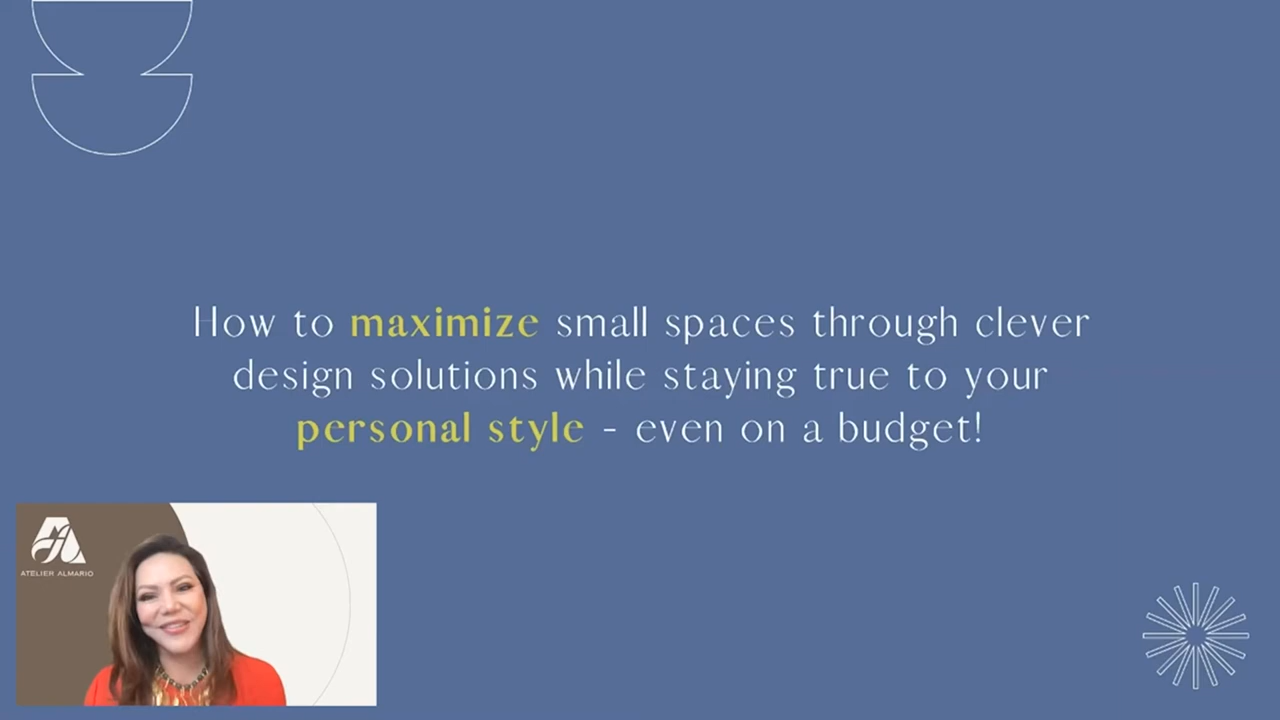 How to maximize small spaces through clever
design solutions while staying true to your
personal style - even on a budget!
ATELIER ALMARIO